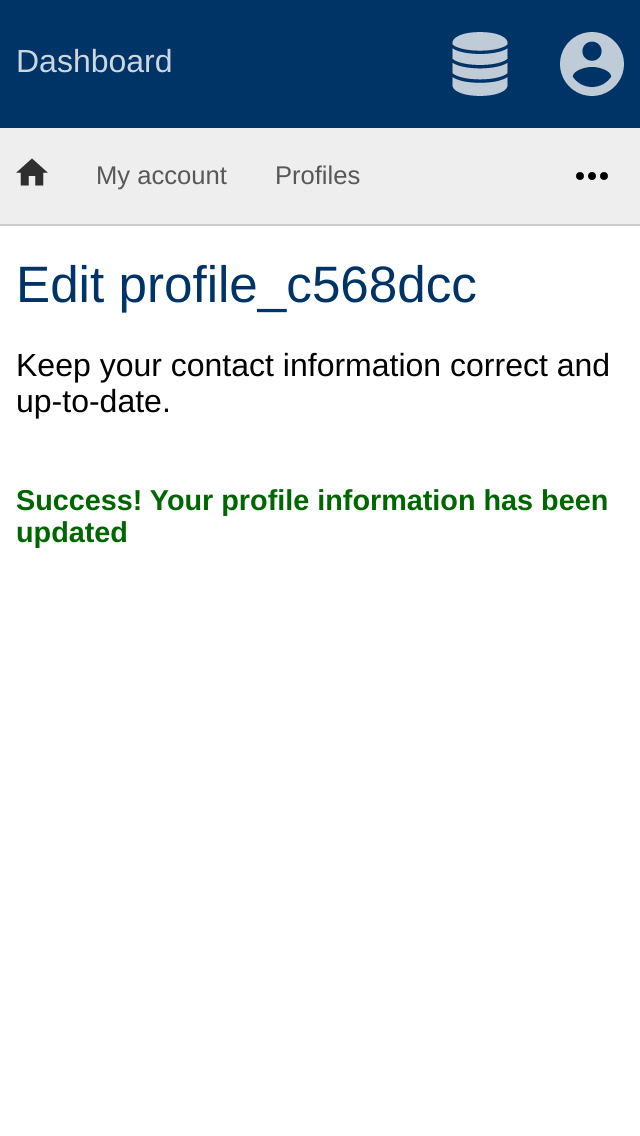 Dashboard
My account Profiles
Edit profile_c568dcc
Keep your contact information correct and
up-to-date.
Success! Your profile information has been
updated